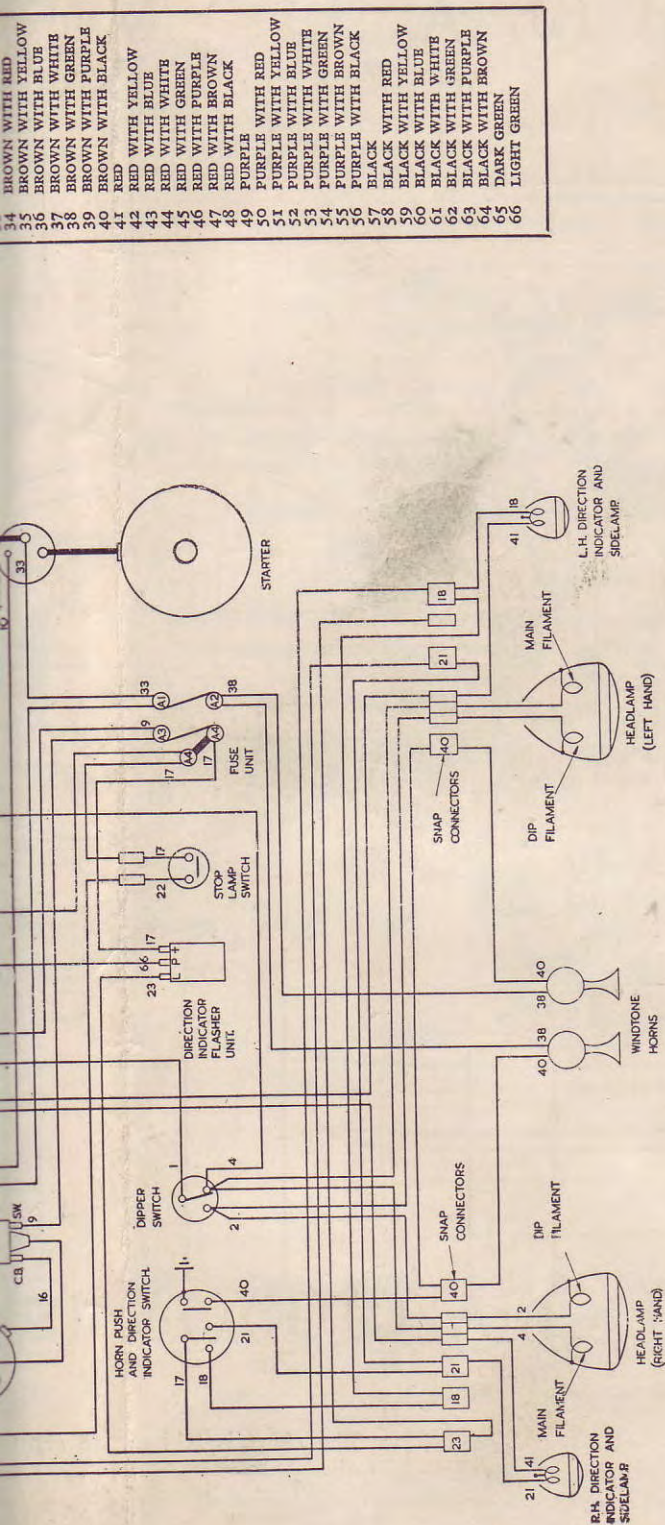 34 BROWN WITH RED
35 BROWN WITH YELLOW
36 BROWN WITH BLUE
37 BROWN WITH WHITE
38 BROWN WITH GREEN
39 BROWN WITH PURPLE
40 BROWN WITH BLACK
41 RED
42 RED WITH YELLOW
43 RED WITH BLUE
44 RED WITH WHITE
45 RED WITH GREEN
46 RED WITH PURPLE
47 RED WITH BROWN
48 RED WITH BLACK
49 PURPLE
50 PURPLE WITH RED
51 PURPLE WITH YELLOW
52 PURPLE WITH BLUE
53 PURPLE WITH WHITE
54 PURPLE WITH GREEN
55 PURPLE WITH BROWN
56 PURPLE WITH BLACK
57 BLACK
58 BLACK WITH RED
59 BLACK WITH YELLOW
60 BLACK WITH BLUE
61 BLACK WITH WHITE
62 BLACK WITH GREEN
63 BLACK WITH PURPLE
64 BLACK WITH BROWN
65 DARK GREEN
66 LIGHT GREEN
33
STARTER
33
A1
A2
38
9
A3
A4
A4
17
17
FUSE
UNIT
17
22
STOP
LAMP
SWITCH
17
66
23
+
P
L
DIRECTION
INDICATOR
FLASHER
UNIT.
1
4
2
DIPPER
SWITCH
SW
9
CB
16
HORN PUSH
AND DIRECTION
INDICATOR SWITCH.
40
21
17
18
18
41
L.H. DIRECTION
INDICATOR AND
SIDELAMP.
18
21
40
SNAP
CONNECTORS
MAIN
FILAMENT
DIP
FILAMENT
HEADLAMP
(LEFT HAND)
40
38
38
40
WINDTONE
HORNS
SNAP
CONNECTORS
40
21
18
23
2
4
DIP
FILAMENT
MAIN
FILAMENT
HEADLAMP
(RIGHT HAND)
41
21
R.H. DIRECTION
INDICATOR AND
SIDELAMP.